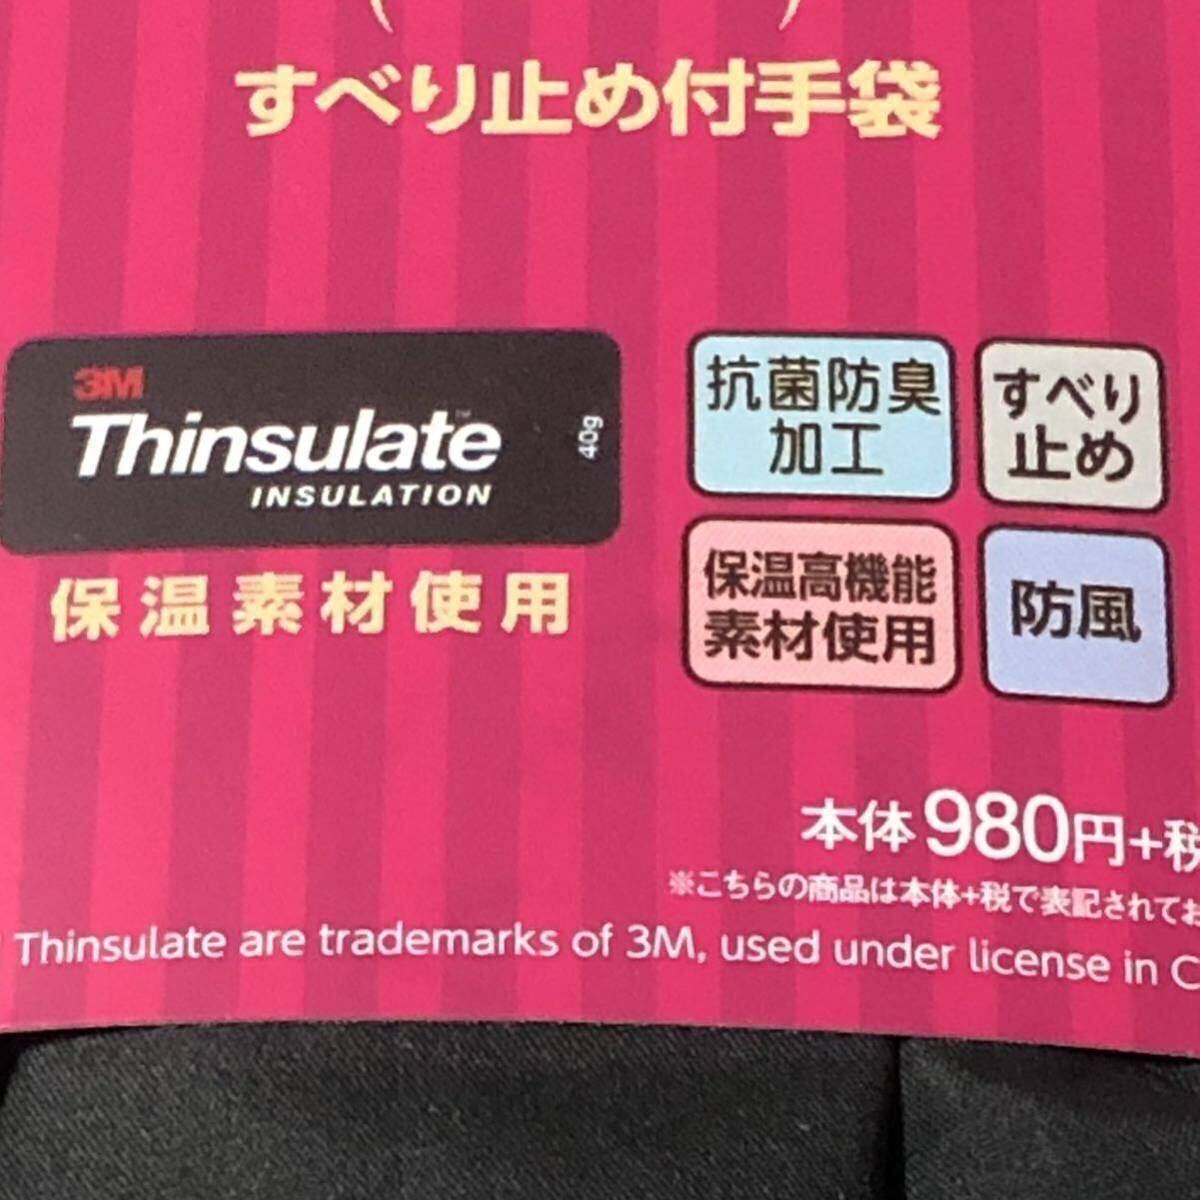 すべり止め付手袋
3M
Thinsulate™
INSULATION
40g
保温素材使用
抗菌防臭
加工
すべり
止め
保温高機能
素材使用
防風
本体980円+税
※こちらの商品は本体+税で表記されてお
Thinsulate are trademarks of 3M, used under license in C